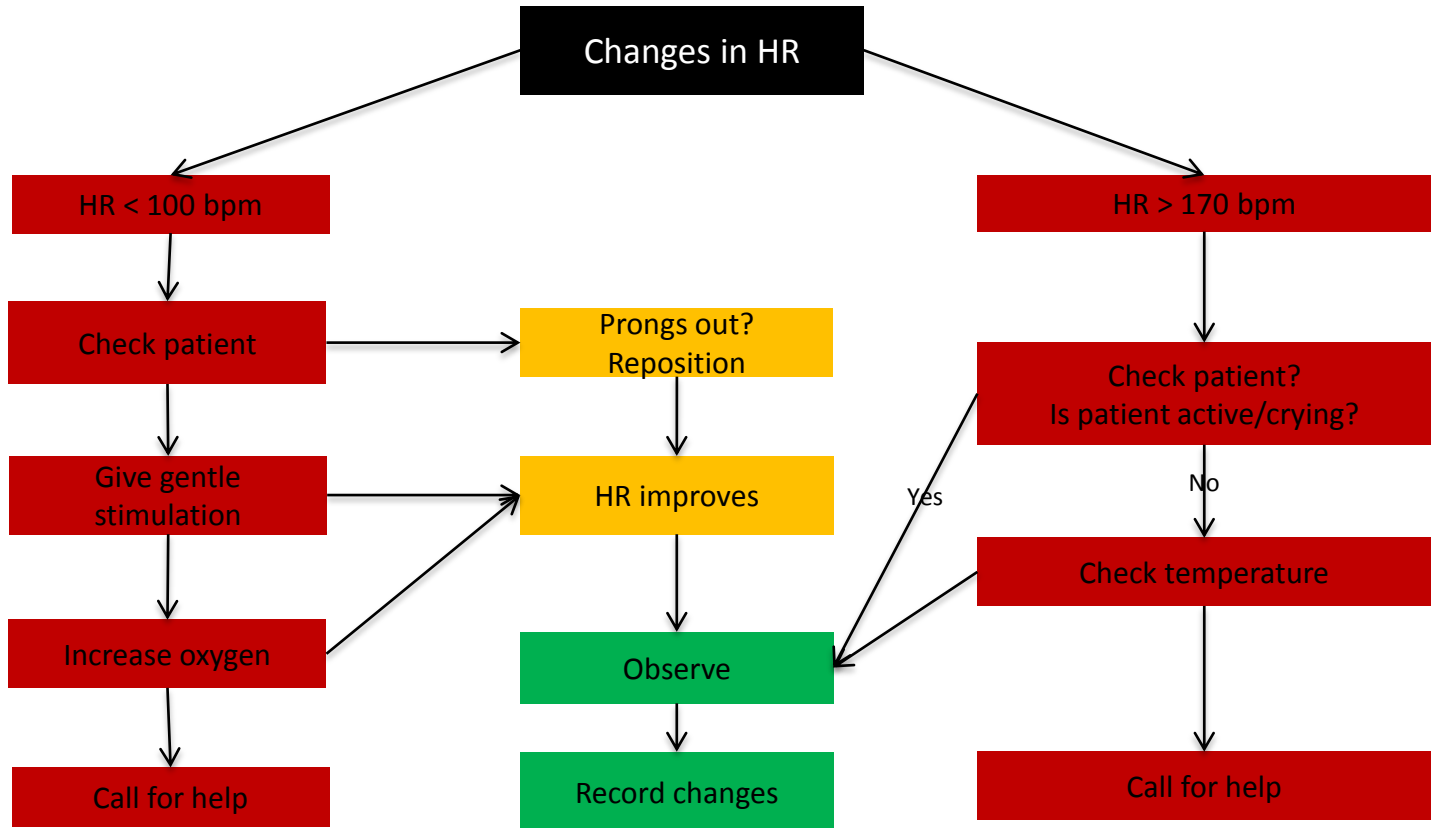 Changes in HR
HR < 100 bpm
HR > 170 bpm
Check patient
Prongs out?
Reposition
Check patient?
Is patient active/crying?
Give gentle
stimulation
HR improves
Yes
No
Check temperature
Increase oxygen
Observe
Call for help
Record changes
Call for help